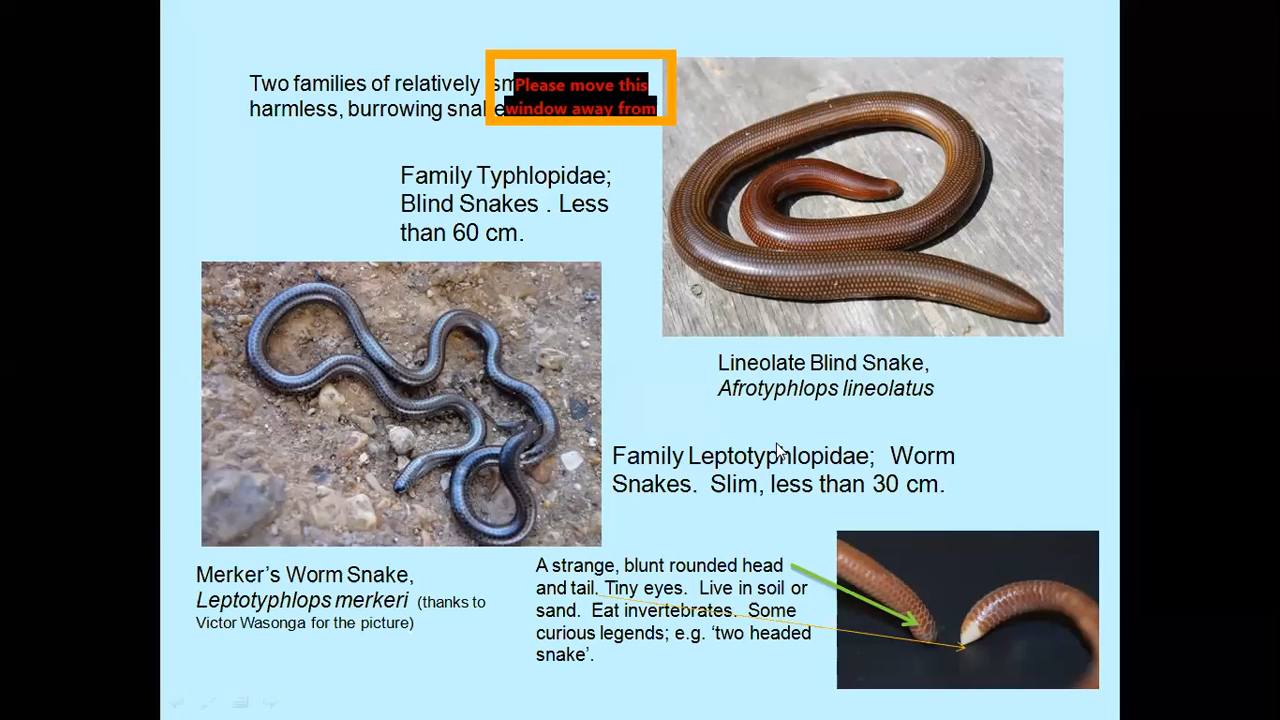 Two families of relatively
harmless, burrowing
Please move this
window away from
Family Typhlopidae;
Blind Snakes . Less
than 60 cm.
Lineolate Blind Snake,
Afrotyphlops lineolatus
Family Leptotyphlopidae; Worm
Snakes. Slim, less than 30 cm.
Merker’s Worm Snake,
Leptotyphlops merkeri (thanks to
Victor Wasonga for the picture)
A strange, blunt rounded head
and tail. Tiny eyes. Live in soil or
sand. Eat invertebrates. Some
curious legends; e.g. ‘two headed
snake’.